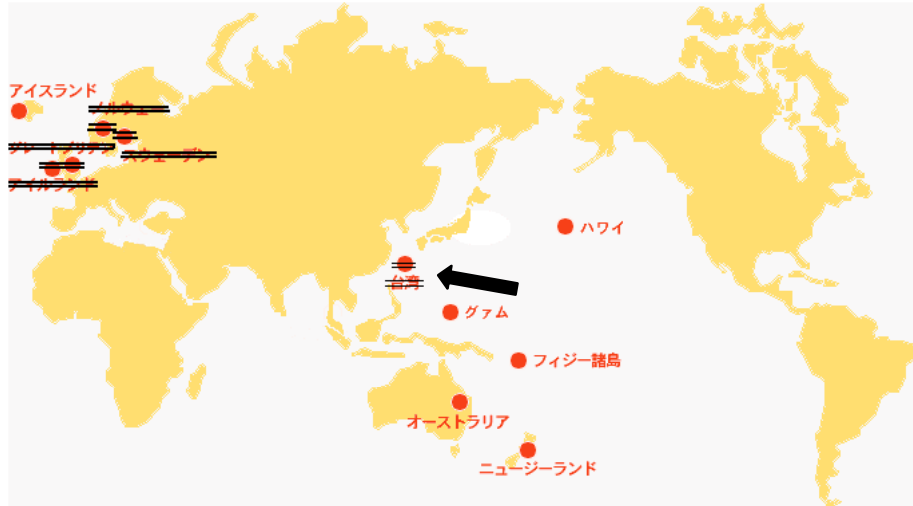 アイスランド
ノルウェー
グレートブリテン
スウェーデン
アイルランド
ハワイ
台湾
グァム
フィジー諸島
オーストラリア
ニュージーランド